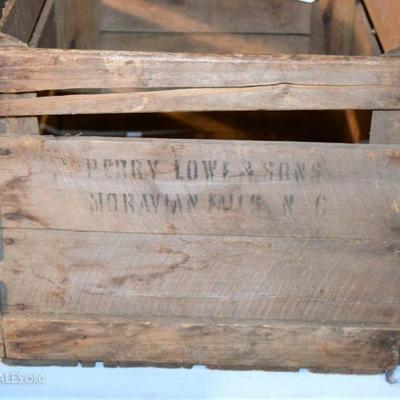 PERRY LOWE & SONS
MORAVIAN FALLS N C
ALES.ORG